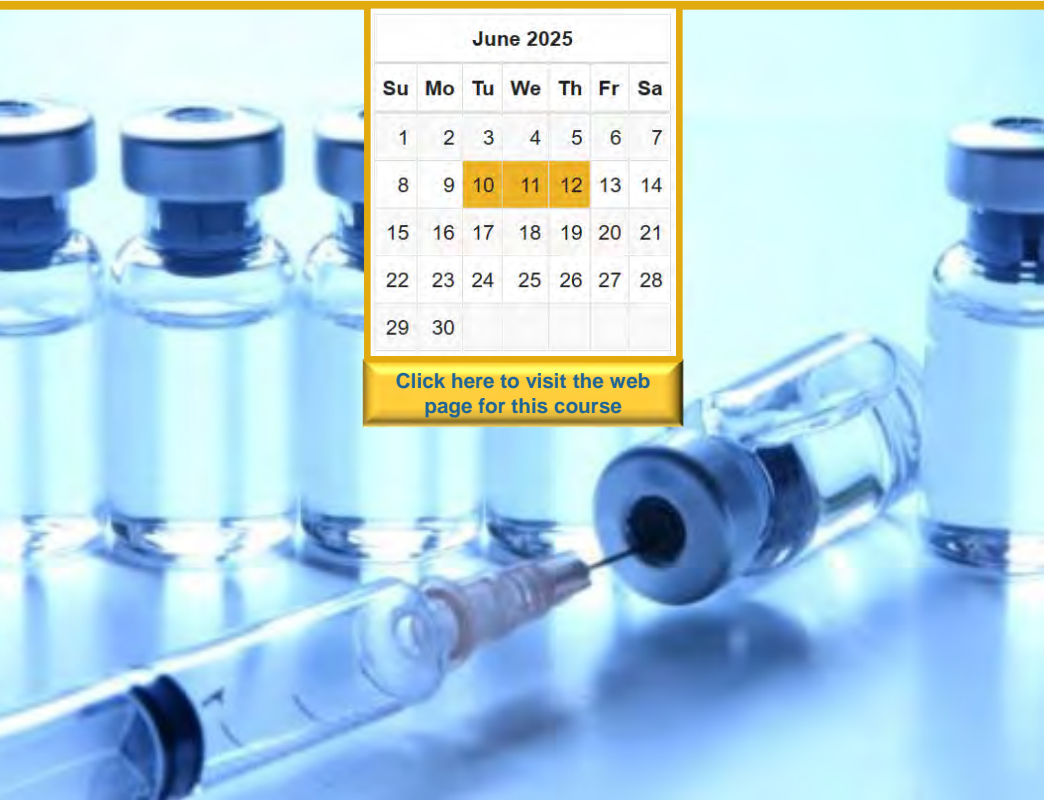 June 2025
Su Mo Tu We Th Fr Sa
1 2 3 4 5 6 7
8 9 10 11 12 13 14
15 16 17 18 19 20 21
22 23 24 25 26 27 28
29 30
Click here to visit the web
page for this course